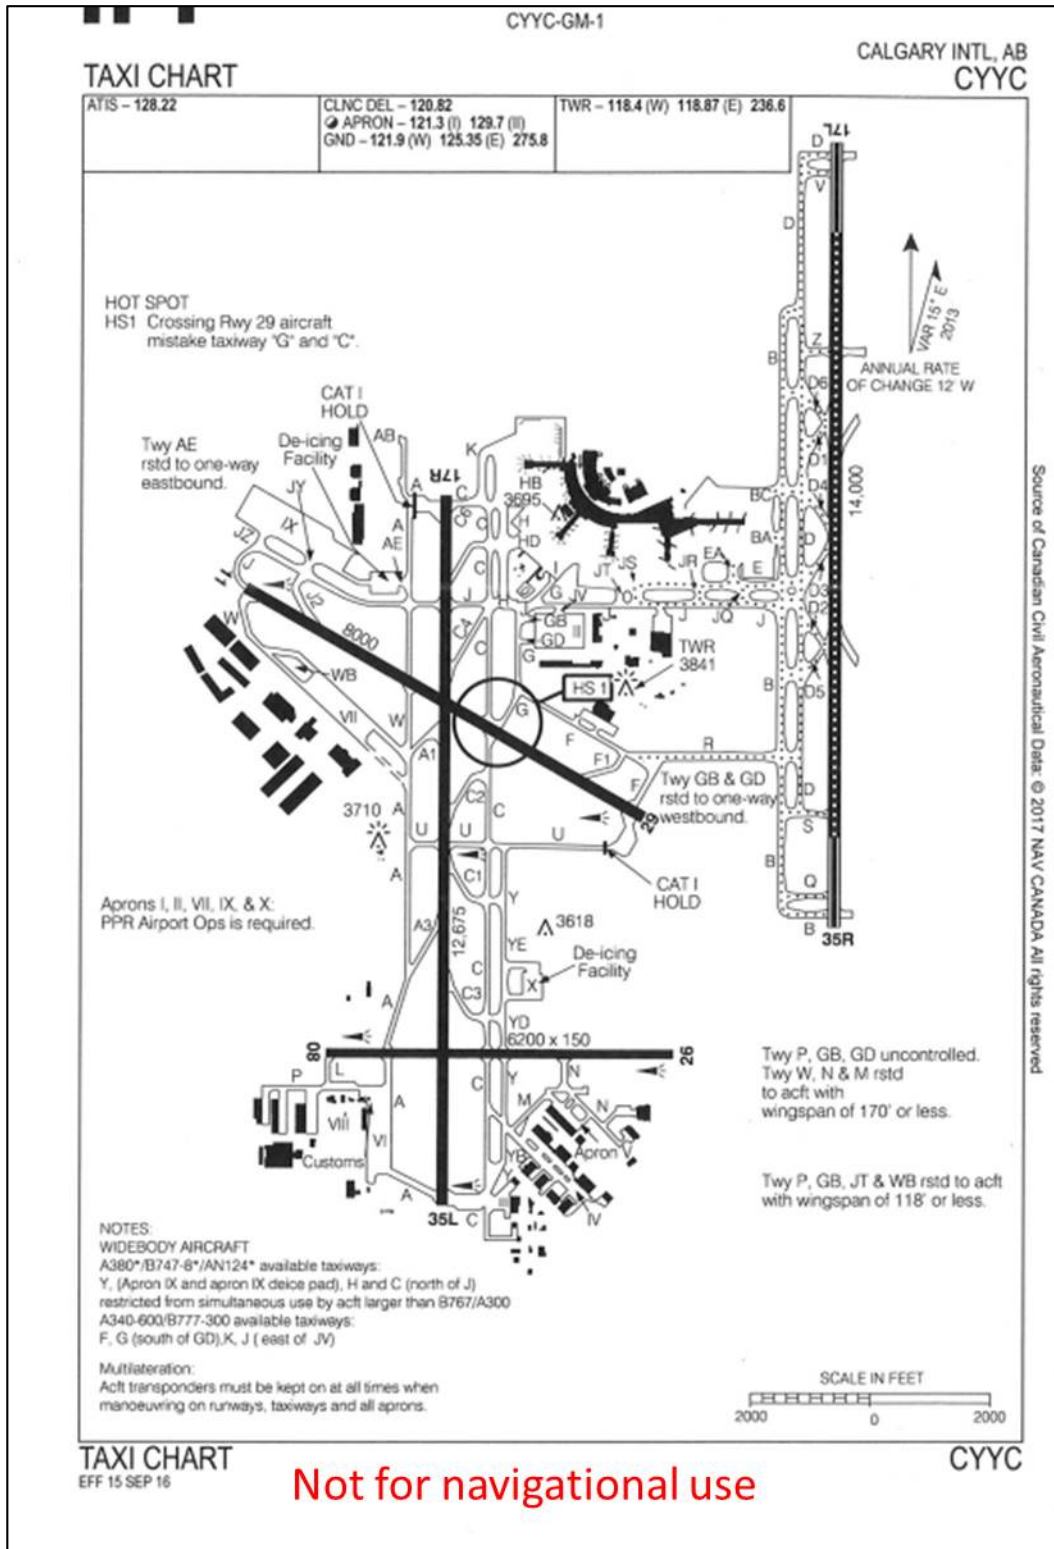 CYYC-GM-1
CALGARY INTL, AB
TAXI CHART
CYYC
ATIS – 128.22
CLNC DEL – 120.82
APRON – 121.3 (I) 129.7 (II)
GND – 121.9 (W) 125.35 (E) 275.8
TWR – 118.4 (W) 118.87 (E) 236.6
17L
D
V
D
HOT SPOT
HS1 Crossing Rwy 29 aircraft
mistake taxiway "G" and "C".
VAR 15° E
2013
ANNUAL RATE
OF CHANGE 12' W
Z
B
D6
D1
D4
14,000
CAT I
HOLD
AB
K
Twy AE
rstd to one-way
eastbound.
De-icing
Facility
JY
IX
JZ
J
11
17R
A
C
C6
A
AE
HB
3695
H
HD
BC
BA
D
EA
E
I
G
JT
JS
JR
JV
J
JQ
J
D3
D2
D5
J2
8000
W
WB
VII
W
C4
C
GB
GD
G
TWR
3841
HS 1
G
F
F1
F
R
B
A1
C2
C
3710
A
U
U
U
29
Twy GB & GD
rstd to one-way
westbound.
D
S
Q
B
B
35R
C1
Y
CAT I
HOLD
Aprons I, II, VII, IX, & X:
PPR Airport Ops is required.
A
A3
12,675
YE
3618
De-icing
Facility
C
C3
X
YD
A
08
6200 x 150
26
P
L
A
C
Y
N
M
N
VIII
VI
Customs
YB
Apron V
Y
IV
A
35L
C
Twy P, GB, GD uncontrolled.
Twy W, N & M rstd
to acft with
wingspan of 170' or less.
Twy P, GB, JT & WB rstd to acft
with wingspan of 118' or less.
NOTES:
WIDEBODY AIRCRAFT
A380*/B747-8*/AN124* available taxiways:
Y, (Apron IX and apron IX deice pad), H and C (north of J)
restricted from simultaneous use by acft larger than B767/A300
A340-600/B777-300 available taxiways:
F, G (south of GD),K, J ( east of JV)
Multilateration:
Acft transponders must be kept on at all times when
manoeuvring on runways, taxiways and all aprons.
SCALE IN FEET
2000 0 2000
Source of Canadian Civil Aeronautical Data: © 2017 NAV CANADA All rights reserved
TAXI CHART
EFF 15 SEP 16
CYYC
Not for navigational use